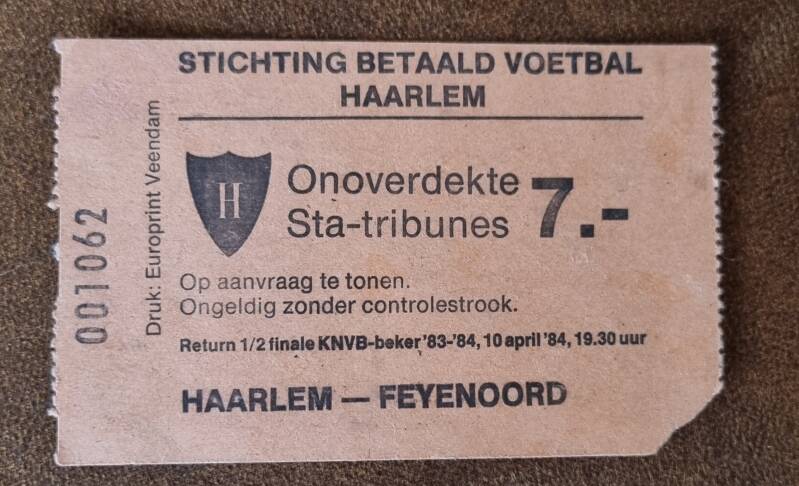 STICHTING BETAALD VOETBAL
HAARLEM
H
Onoverdekte
Sta-tribunes
7.-
Op aanvraag te tonen.
Ongeldig zonder controlestrook.
Return 1/2 finale KNVB-beker '83-'84, 10 april '84, 19.30 uur
HAARLEM — FEYENOORD
Druk: Europrint Veendam
001062